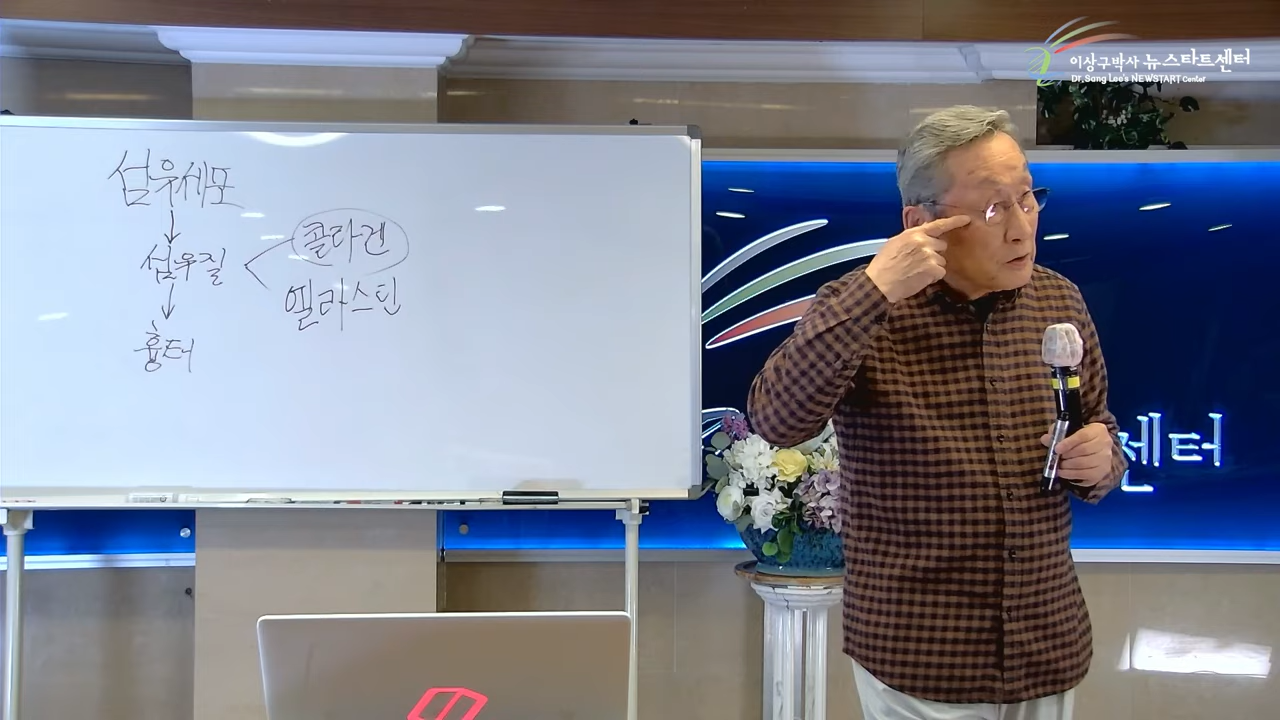 이상구박사 뉴스타트센터
Dr. Sang Lee's NEWSTART Center
섬유세포
↓
섬유질 < 콜라겐
엘라스틴
↓
흉터
센터